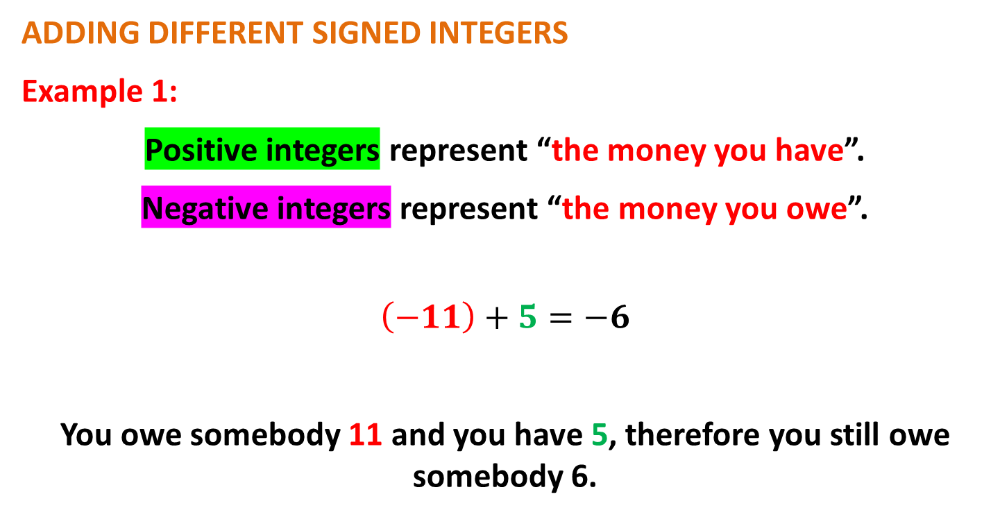 ADDING DIFFERENT SIGNED INTEGERS
Example 1:
Positive integers represent “the money you have”.
Negative integers represent “the money you owe”.
(−11) + 5 = −6
You owe somebody 11 and you have 5, therefore you still owe
somebody 6.